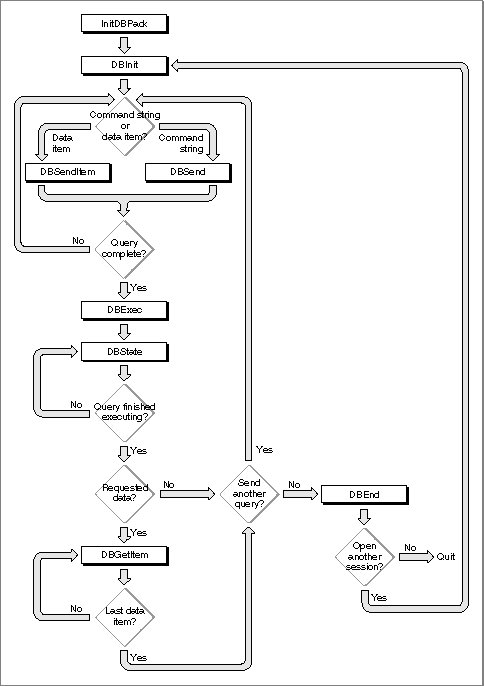 InitDBPack
DBInit
Command string
or
data item?
Data
item
Command
string
DBSendItem
DBSend
No
Query
complete?
Yes
DBExec
DBState
No
Query finished
executing?
Yes
Yes
Requested
data?
No
Send
another
query?
No
DBEnd
Yes
DBGetItem
Open
another
session?
No
Quit
No
Last data
item?
Yes
Yes